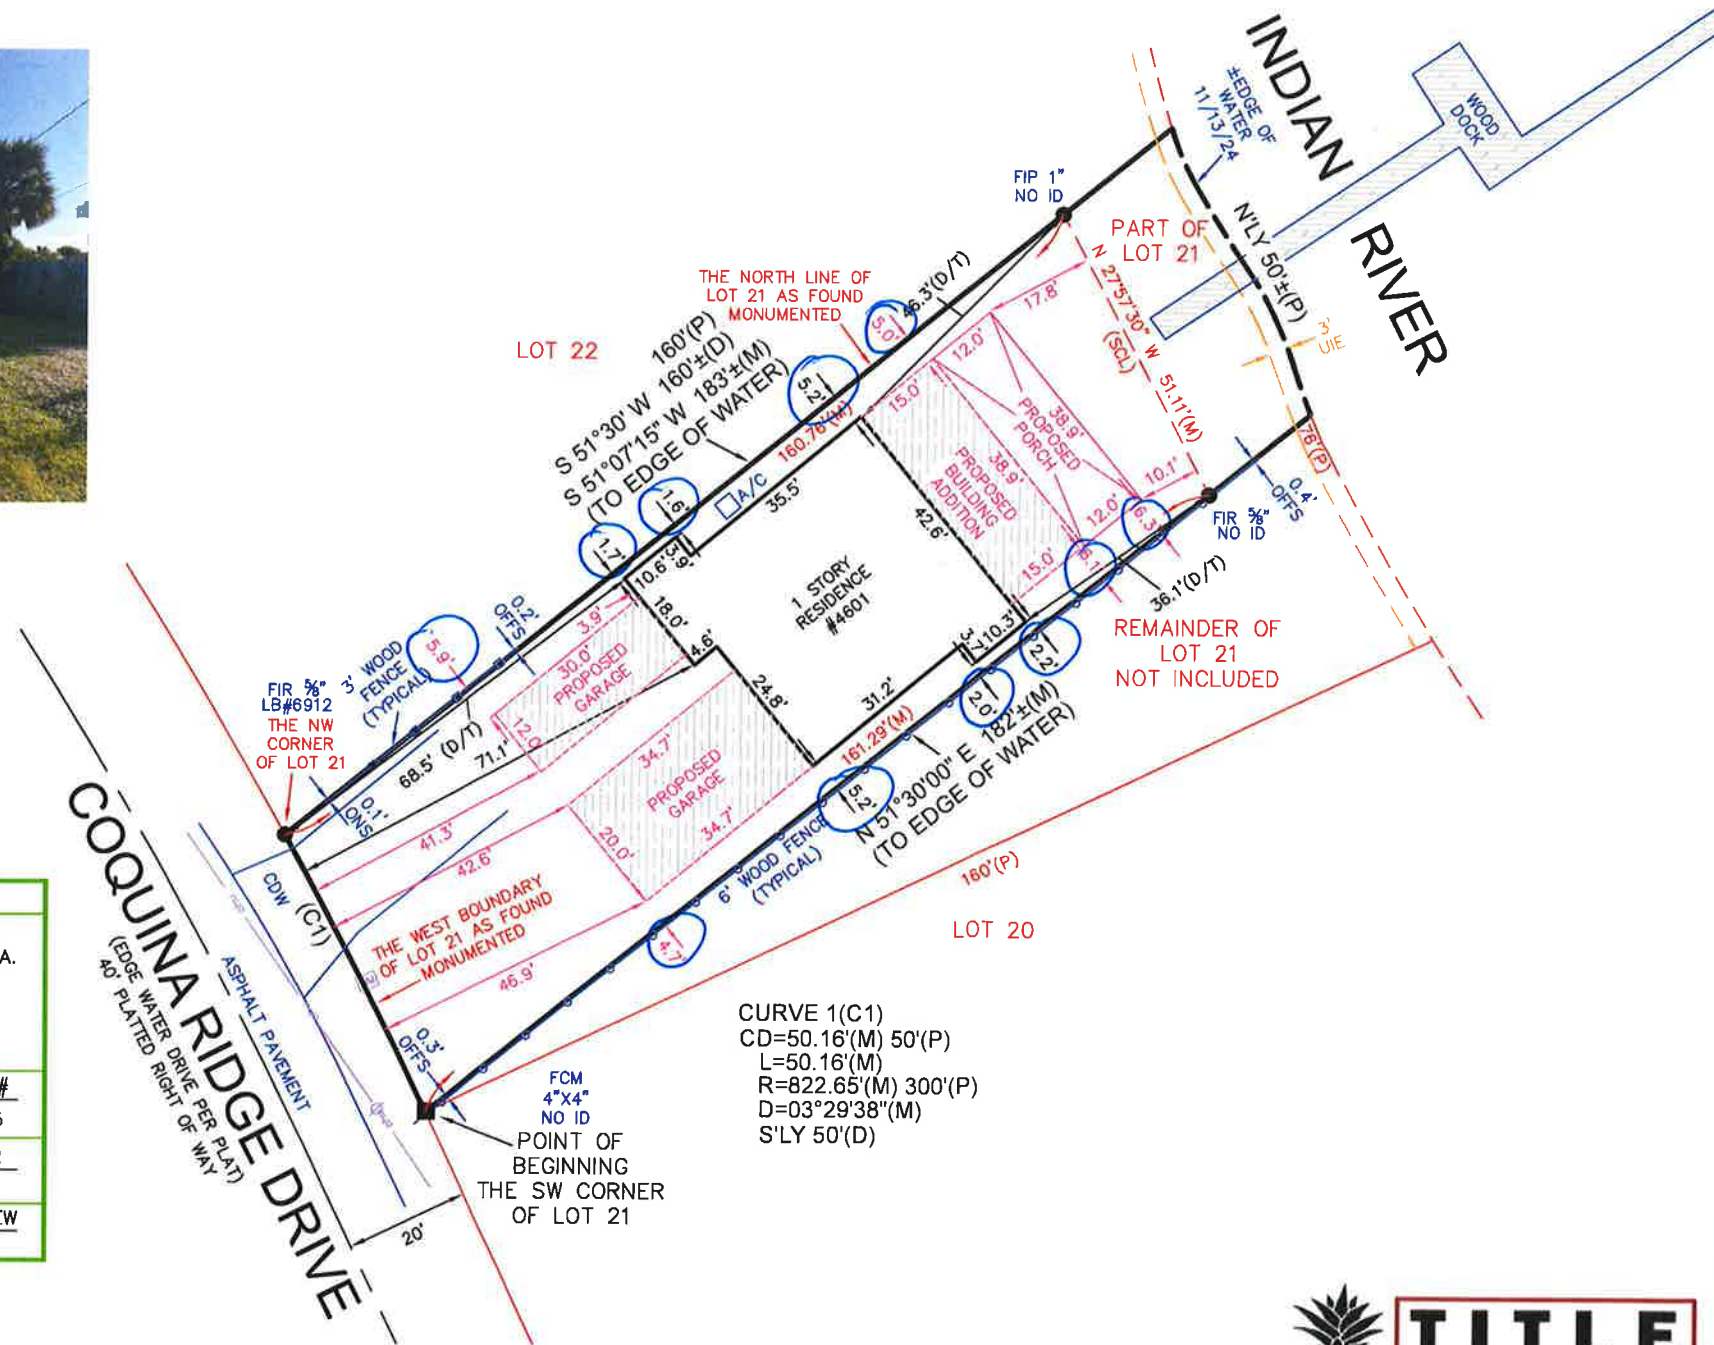 INDIAN
RIVER
±EDGE OF
WATER
11/13/24
WOOD
DOCK
FIP 1"
NO ID
PART OF
LOT 21
N'LY 50'±(P)
3'
UIE
N 27°57'30" W 51.11'(M)
(SCL)
THE NORTH LINE OF
LOT 21 AS FOUND
MONUMENTED
46.3'(D/T)
5.0'
17.8'
12.0'
LOT 22
160'(P)
S 51°30' W 160'±(D)
S 51°07'15" W 183'±(M)
(TO EDGE OF WATER)
5.2'
160.76'(M)
15.0'
PROPOSED
PORCH
38.9'
38.9'
PROPOSED
BUILDING
ADDITION
76'(P)
10.1'
12.0'
6.3'
0.4'
OFFS
FIR ⅝"
NO ID
1.6'
A/C
35.5'
42.6'
1.7'
3.9'
10.6'
15.0'
6.1'
36.1'(D/T)
1 STORY
RESIDENCE
#4601
18.0'
4.6'
3.7'
10.3'
2.2'
REMAINDER OF
LOT 21
NOT INCLUDED
0.2'
OFFS
3.9'
30.0'
PROPOSED
GARAGE
12.0'
5.9'
3' WOOD
FENCE
(TYPICAL)
FIR ⅝"
LB#6912
THE NW
CORNER
OF LOT 21
24.8'
31.2'
2.0'
161.29'(M)
N 51°30'00" E 182'±(M)
(TO EDGE OF WATER)
5.2'
68.5' (D/T)
71.1'
0.1'
ONS
34.7'
PROPOSED
GARAGE
34.7'
20.0'
41.3'
42.6'
6' WOOD FENCE
(TYPICAL)
160'(P)
COQUINA RIDGE DRIVE
(EDGE WATER DRIVE PER PLAT)
40' PLATTED RIGHT OF WAY
CDW
(C1)
ASPHALT PAVEMENT
THE WEST BOUNDARY
OF LOT 21 AS FOUND
MONUMENTED
46.9'
4.7'
LOT 20
0.3'
OFFS
FCM
4"X4"
NO ID
POINT OF
BEGINNING
THE SW CORNER
OF LOT 21
20'
CURVE 1(C1)
CD=50.16'(M) 50'(P)
L=50.16'(M)
R=822.65'(M) 300'(P)
D=03°29'38"(M)
S'LY 50'(D)
A.
#
TITLE